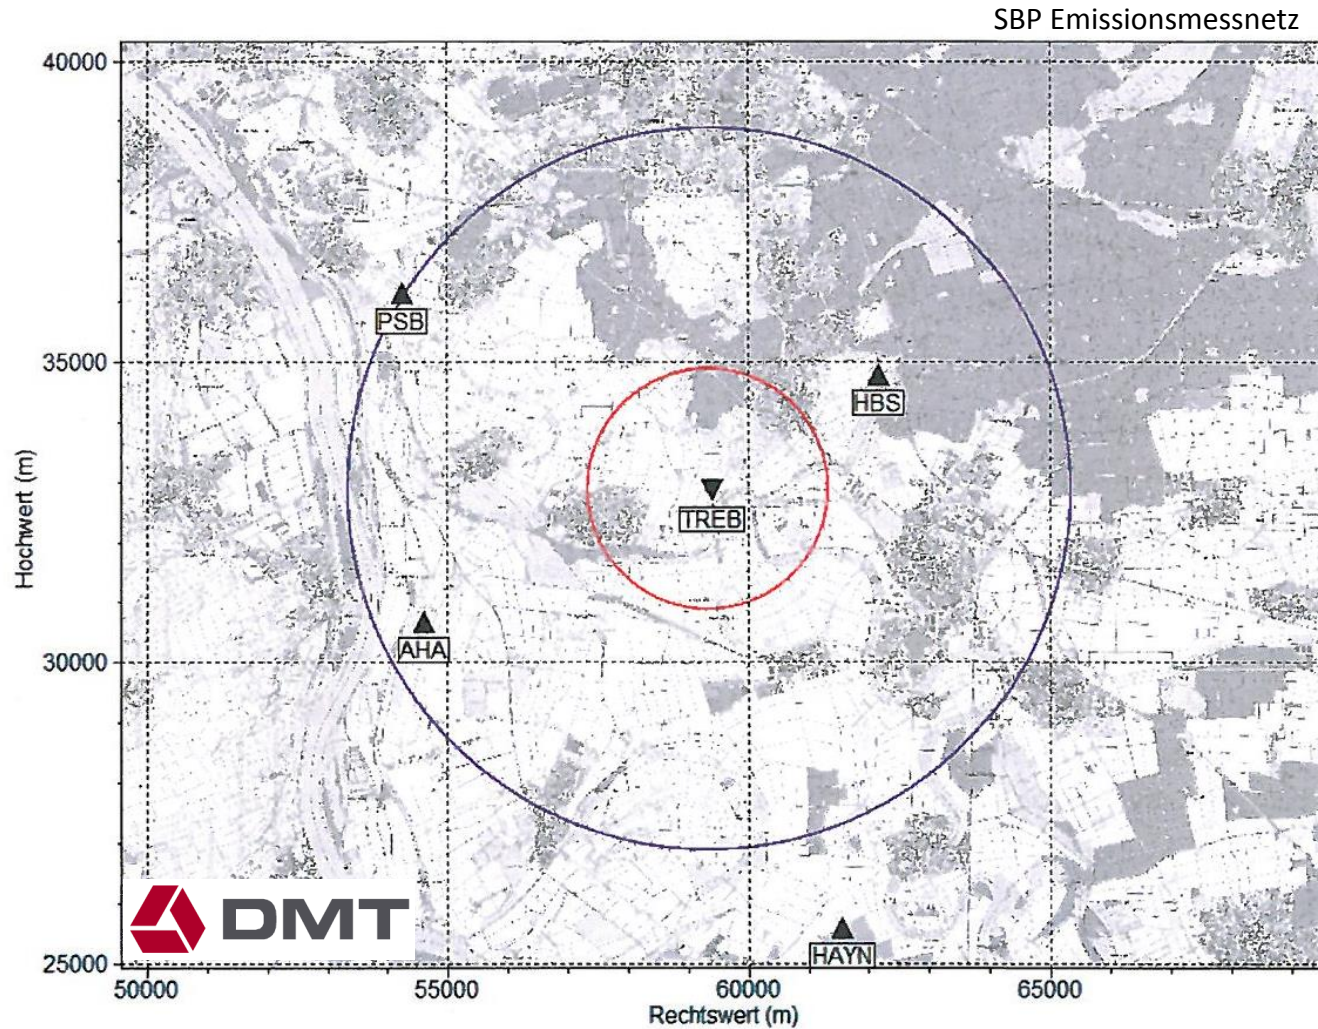 SBP Emissionsmessnetz
40000
PSB
35000
HBS
TREB
Hochwert (m)
AHA
30000
DMT
HAYN
25000
50000
55000
60000
65000
Rechtswert (m)